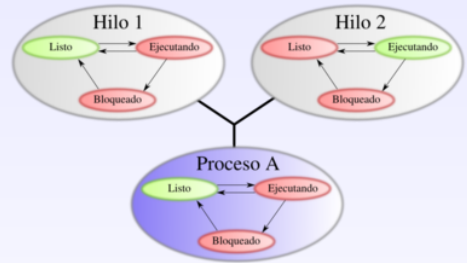 Hilo 1
Listo
Ejecutando
Bloqueado
Hilo 2
Listo
Ejecutando
Bloqueado
Proceso A
Listo
Ejecutando
Bloqueado